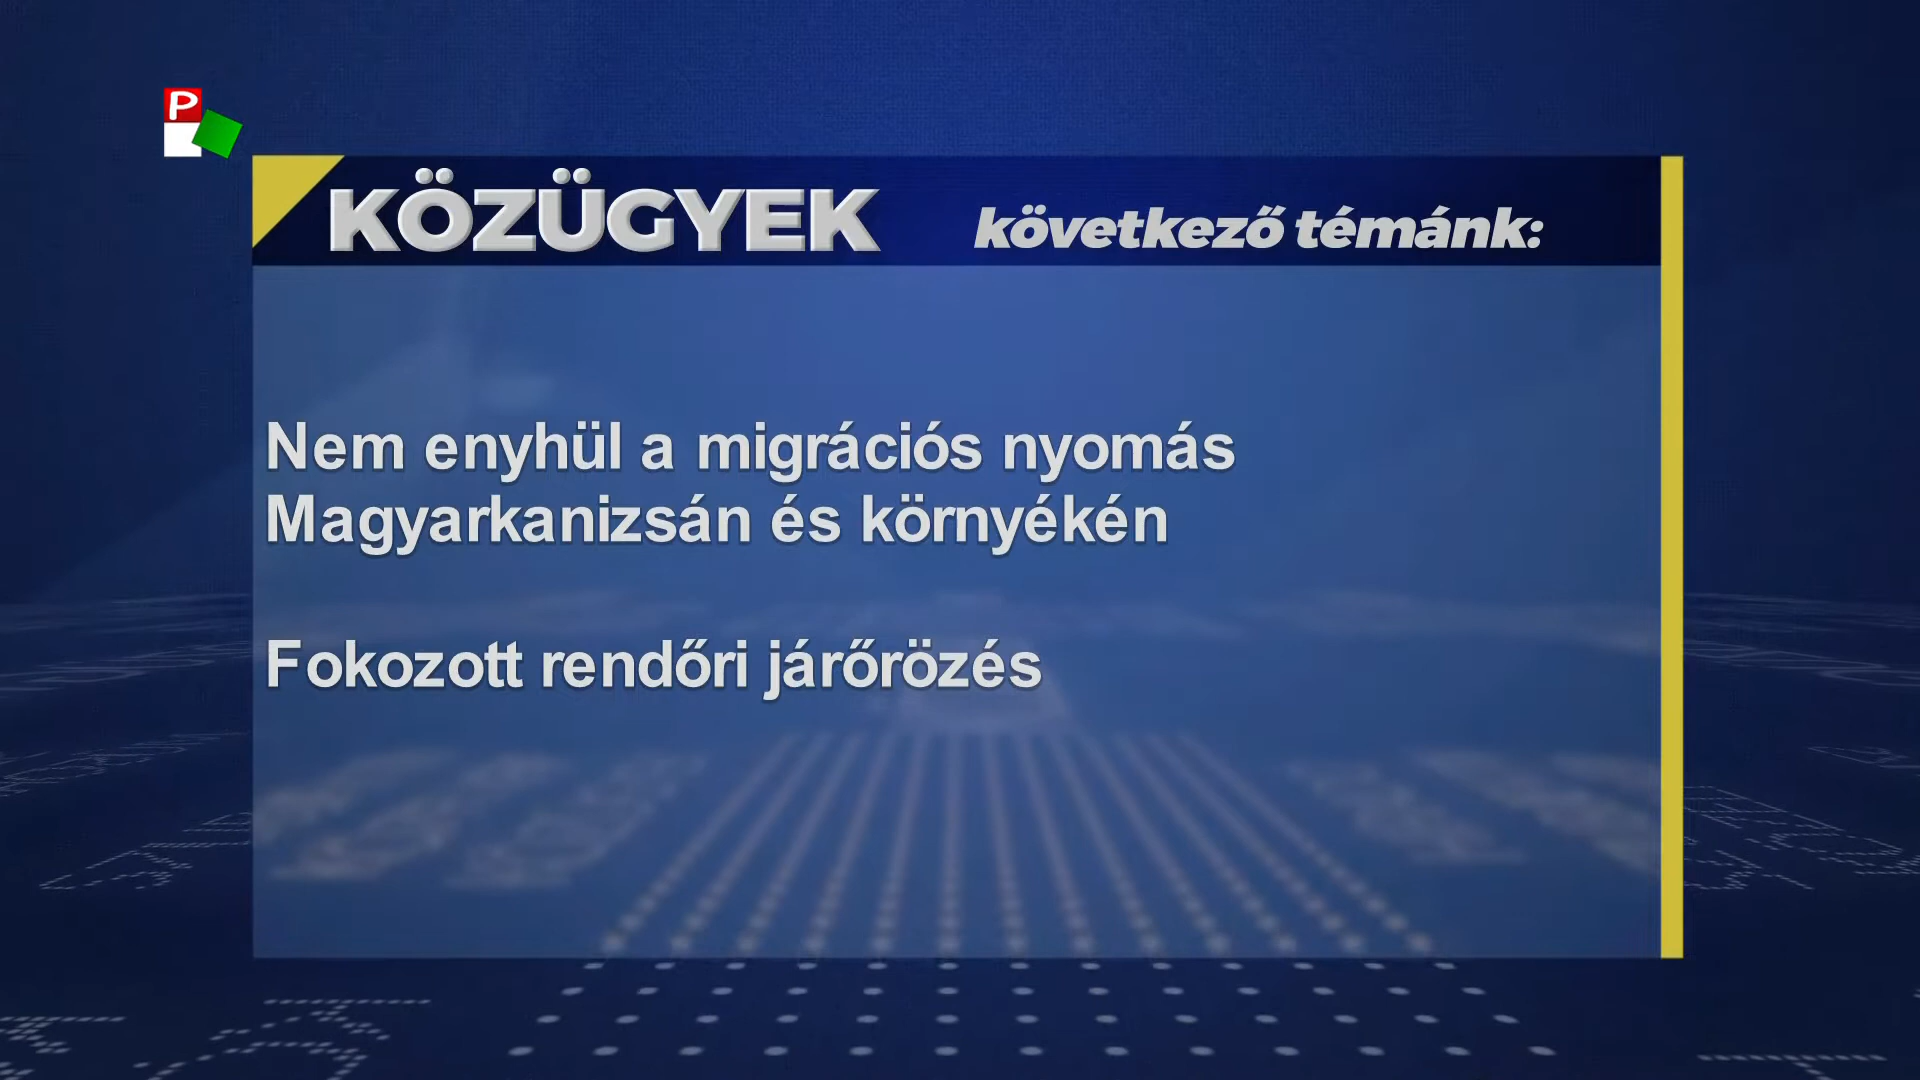 P
KÖZÜGYEK következő témánk:
Nem enyhül a migrációs nyomás
Magyarkanizsán és környékén
Fokozott rendőri járőrözés